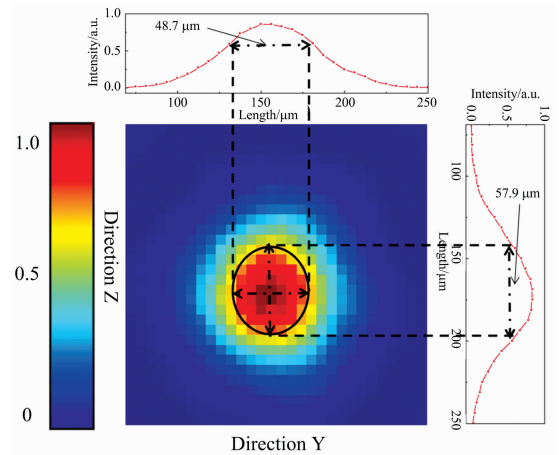 1.0
0.5
0.0
Intensity/a.u.
48.7 μm
100
150
200
250
Length/μm
Intensity/a.u.
0.0
0.5
1.0
100
150
200
250
Length/μm
57.9 μm
1.0
0.5
0
Direction Z
Direction Y